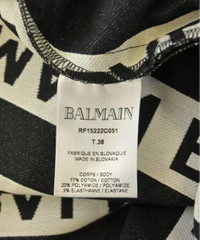 BALMAIN
RF15222C051
T.38
FABRIQUE EN SLOVAQUIE
MADE IN SLOVAKIA
CORPS / BODY
77% COTON / COTTON
20% POLYAMIDE / POLYAMIDE
3% ELASTHANNE / ELASTANE